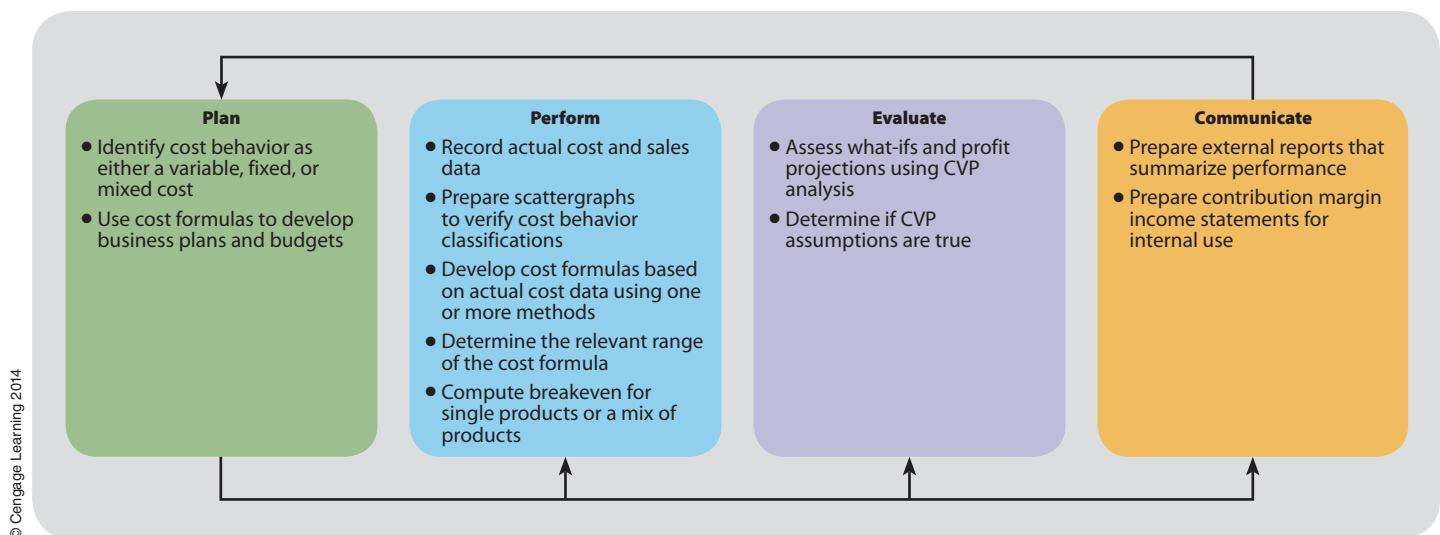 Plan
• Identify cost behavior as
either a variable, fixed, or
mixed cost
• Use cost formulas to develop
business plans and budgets
Perform
• Record actual cost and sales
data
• Prepare scattergraphs
to verify cost behavior
classifications
• Develop cost formulas based
on actual cost data using one
or more methods
• Determine the relevant range
of the cost formula
• Compute breakeven for
single products or a mix of
products
Evaluate
• Assess what-ifs and profit
projections using CVP
analysis
• Determine if CVP
assumptions are true
Communicate
• Prepare external reports that
summarize performance
• Prepare contribution margin
income statements for
internal use
© Cengage Learning 2014